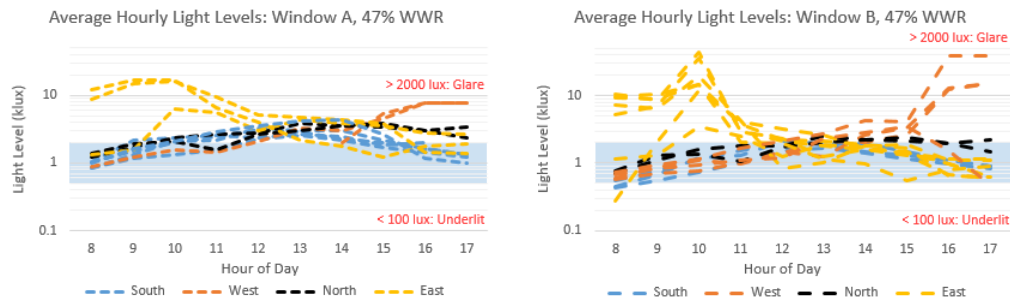 Average Hourly Light Levels: Window A, 47% WWR
> 2000 lux: Glare
10
1
0.1
Light Level (klux)
< 100 lux: Underlit
8 9 10 11 12 13 14 15 16 17
Hour of Day
South West North East
Average Hourly Light Levels: Window B, 47% WWR
> 2000 lux: Glare
10
1
0.1
Light Level (klux)
< 100 lux: Underlit
8 9 10 11 12 13 14 15 16 17
Hour of Day
South West North East